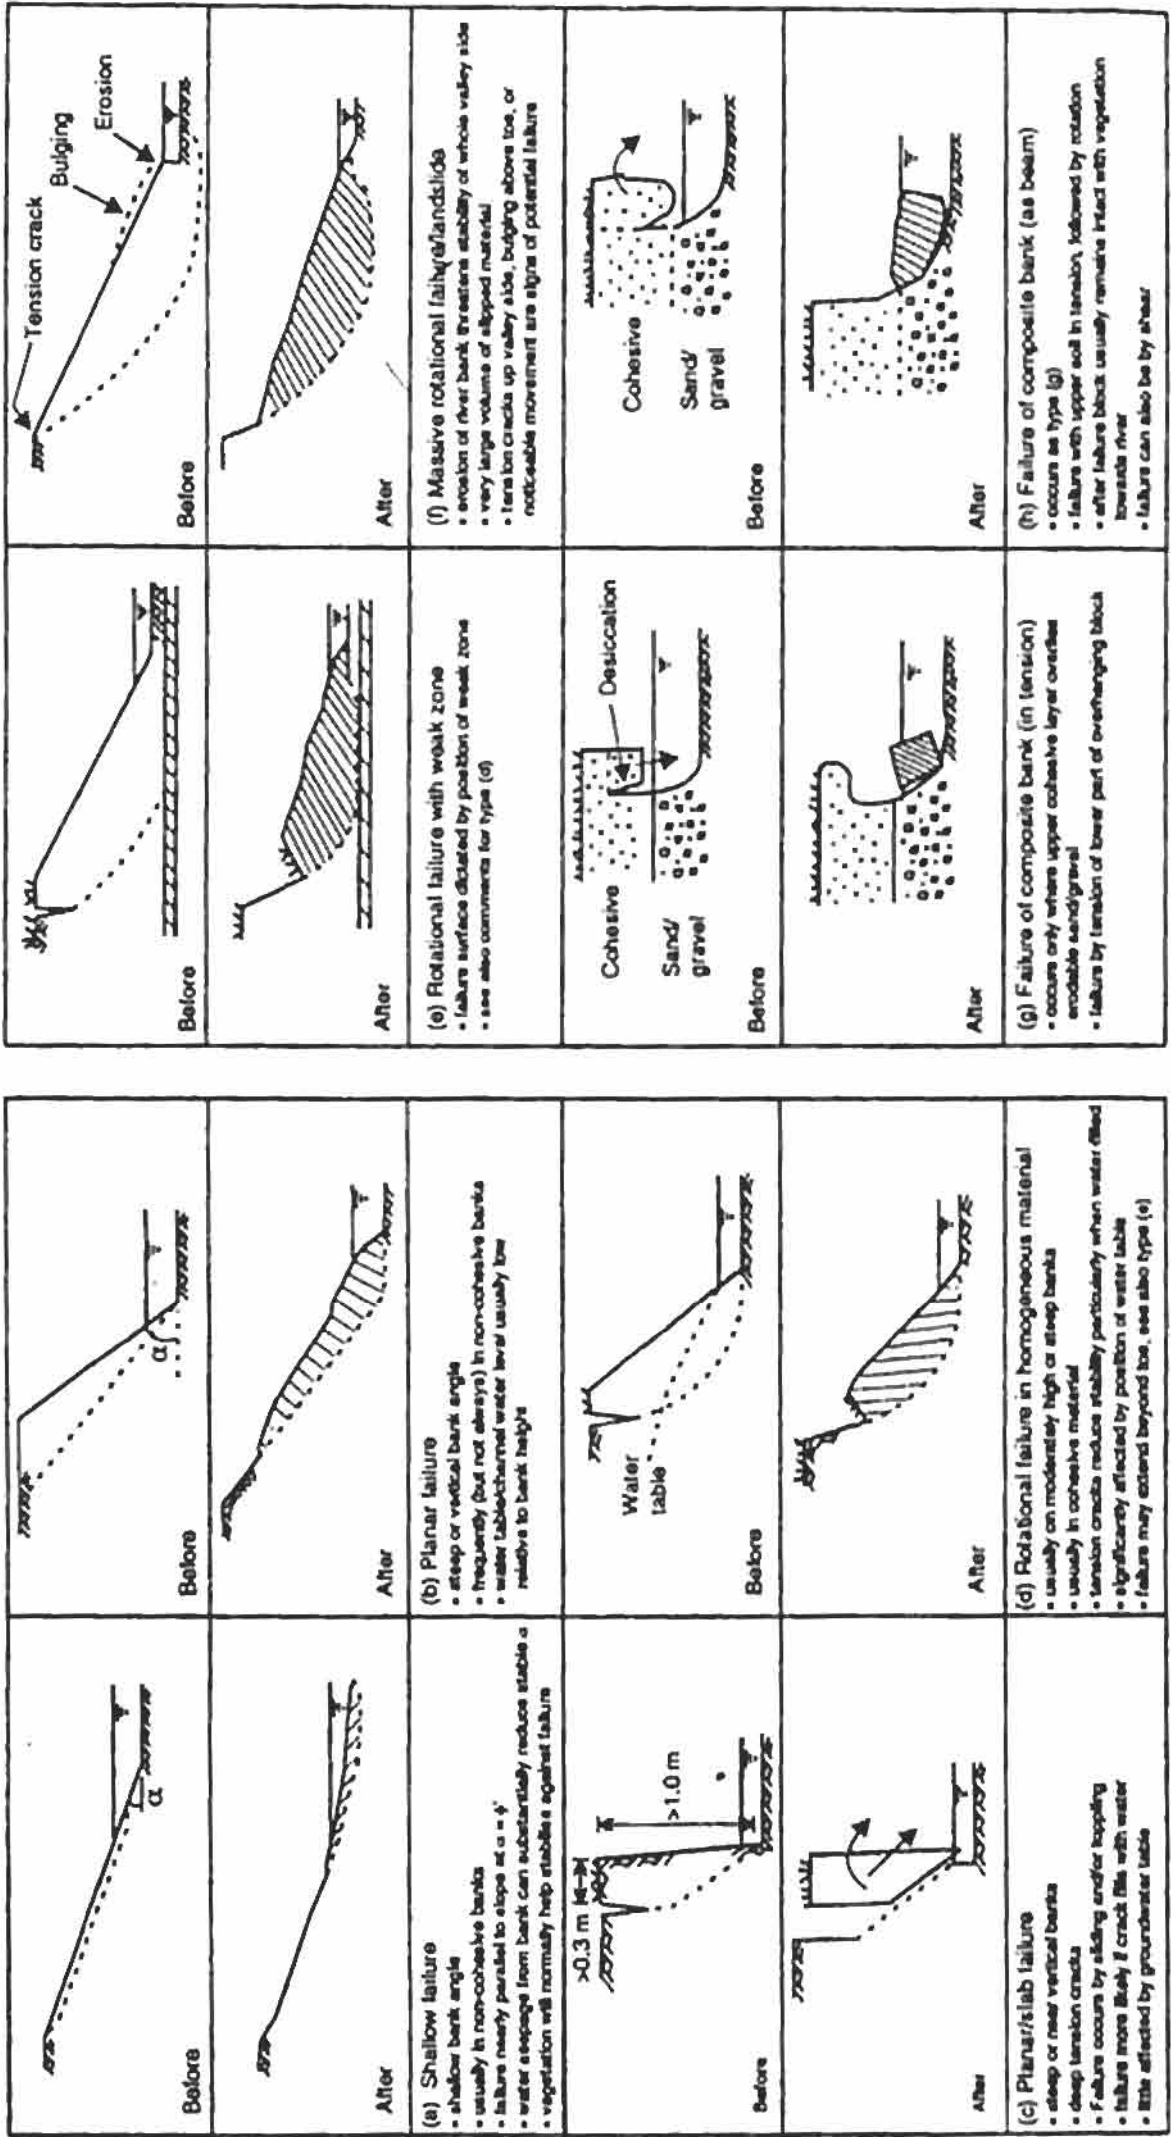 α
Before
After
(a) Shallow failure
• shallow bank angle
• usually in non-cohesive banks
• failure nearly parallel to slope at α = ϕ'
• water seepage from bank can substantially reduce stable α
• vegetation will normally help stabilise against failure
α
Before
After
(b) Planar failure
• steep or vertical bank angle
• frequently (but not always) in non-cohesive banks
• water table/channel water level usually low
relative to bank height
>0.3 m
>1.0 m
Before
After
(c) Planar/slab failure
• steep or near vertical banks
• deep tension cracks
• Failure occurs by sliding and/or toppling
• failure more likely if crack fills with water
• little affected by groundwater table
Water
table
Before
After
(d) Rotational failure in homogeneous material
• usually on moderately high or steep banks
• usually in cohesive material
• tension cracks reduce stability particularly when water filled
• significantly affected by position of water table
• failure may extend beyond toe, see also type (e)
Before
After
(e) Rotational failure with weak zone
• failure surface dictated by position of weak zone
• see also comments for type (d)
Tension crack
Bulging
Erosion
Before
After
(f) Massive rotational failure/landslide
• erosion of river bank threatens stability of whole valley side
• very large volume of slipped material
• tension cracks up valley side, bulging above toe, or
noticeable movement are signs of potential failure
Cohesive
Desiccation
Sand/
gravel
Before
After
(g) Failure of composite bank (in tension)
• occurs only where upper cohesive layer overlies
erodable sand/gravel
• failure by tension of lower part of overhanging block
Cohesive
Sand/
gravel
Before
After
(h) Failure of composite bank (as beam)
• occurs as type (g)
• failure with upper soil in tension, followed by rotation
• after failure block usually remains intact with vegetation
towards river
• failure can also be by shear